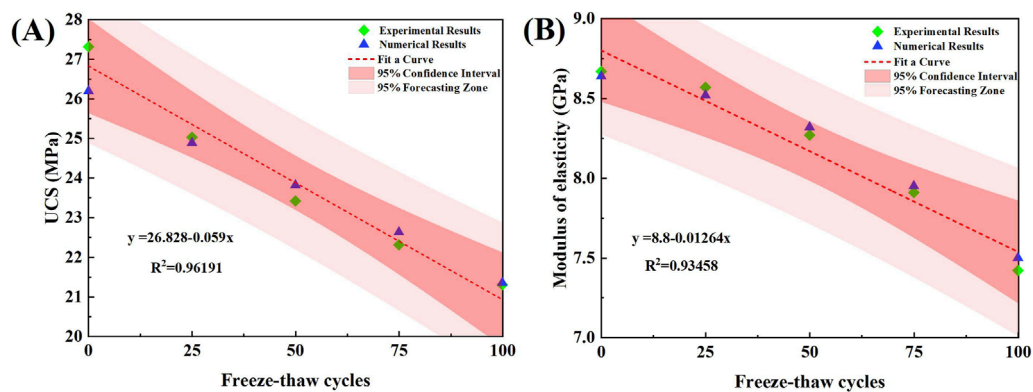 (A)
28
27
26
25
24
23
22
21
20
UCS (MPa)
Experimental Results
Numerical Results
Fit a Curve
95% Confidence Interval
95% Forecasting Zone
y =26.828-0.059x
R²=0.96191
0 25 50 75 100
Freeze-thaw cycles
(B)
9.0
8.5
8.0
7.5
7.0
Modulus of elasticity (GPa)
Experimental Results
Numerical Results
Fit a Curve
95% Confidence Interval
95% Forecasting Zone
y=8.8-0.01264x
R²=0.93458
0 25 50 75 100
Freeze-thaw cycles